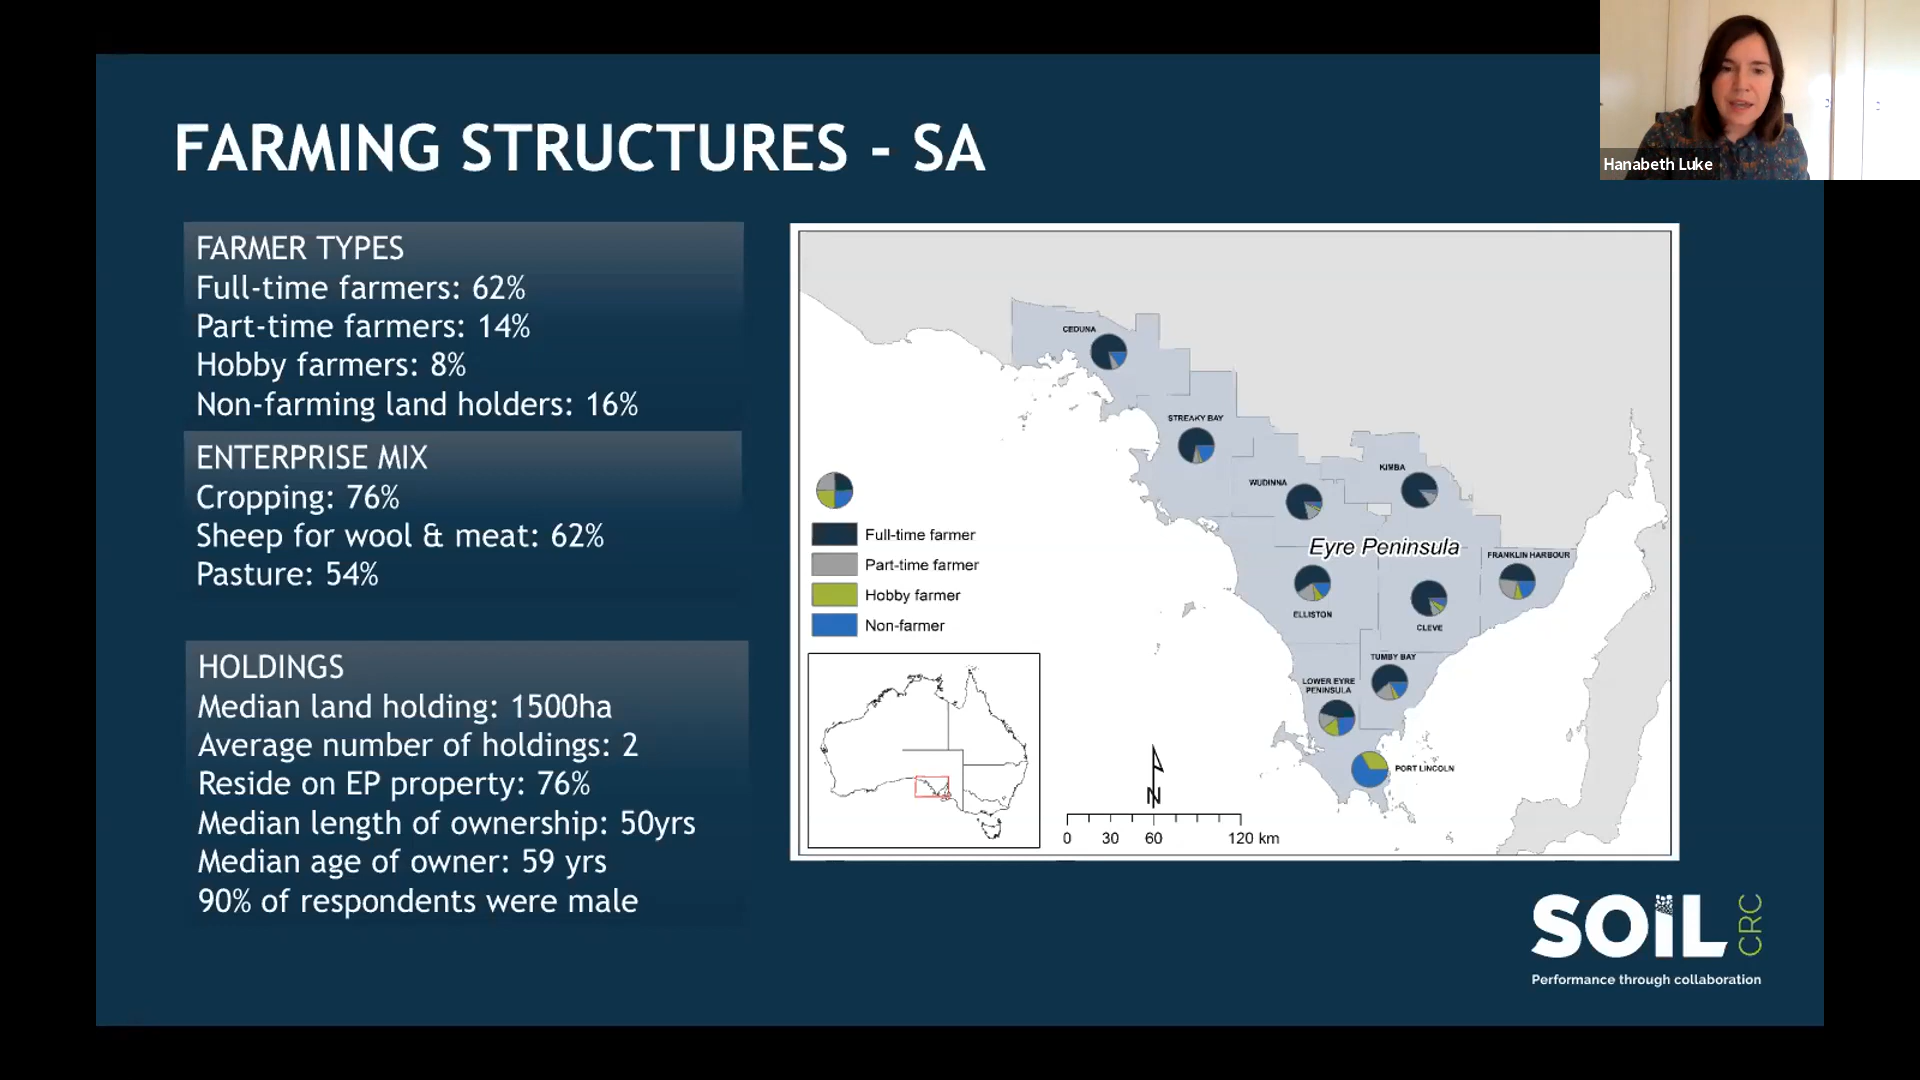 Hanabeth Luke
FARMING STRUCTURES - SA
FARMER TYPES
Full-time farmers: 62%
Part-time farmers: 14%
Hobby farmers: 8%
Non-farming land holders: 16%
ENTERPRISE MIX
Cropping: 76%
Sheep for wool & meat: 62%
Pasture: 54%
HOLDINGS
Median land holding: 1500ha
Average number of holdings: 2
Reside on EP property: 76%
Median length of ownership: 50yrs
Median age of owner: 59 yrs
90% of respondents were male
CEDUNA
STREAKY BAY
WUDINNA
KIMBA
Eyre Peninsula
FRANKLIN HARBOUR
ELLISTON
CLEVE
TUMBY BAY
LOWER EYRE
PENINSULA
PORT LINCOLN
Full-time farmer
Part-time farmer
Hobby farmer
Non-farmer
N
0 30 60 120 km
SOIL CRC
Performance through collaboration